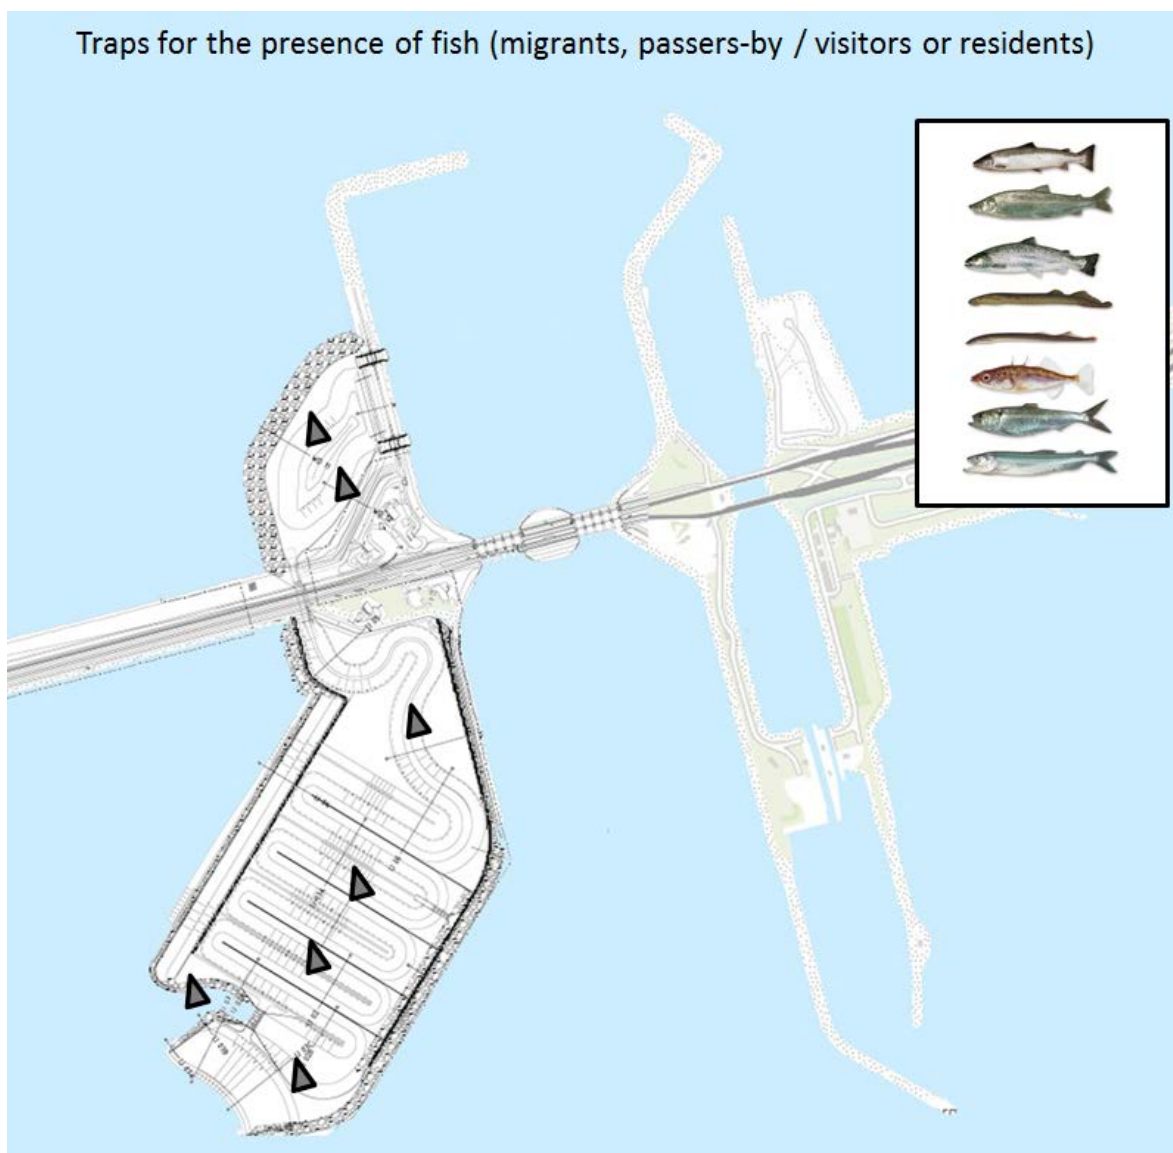 Traps for the presence of fish (migrants, passers-by / visitors or residents)